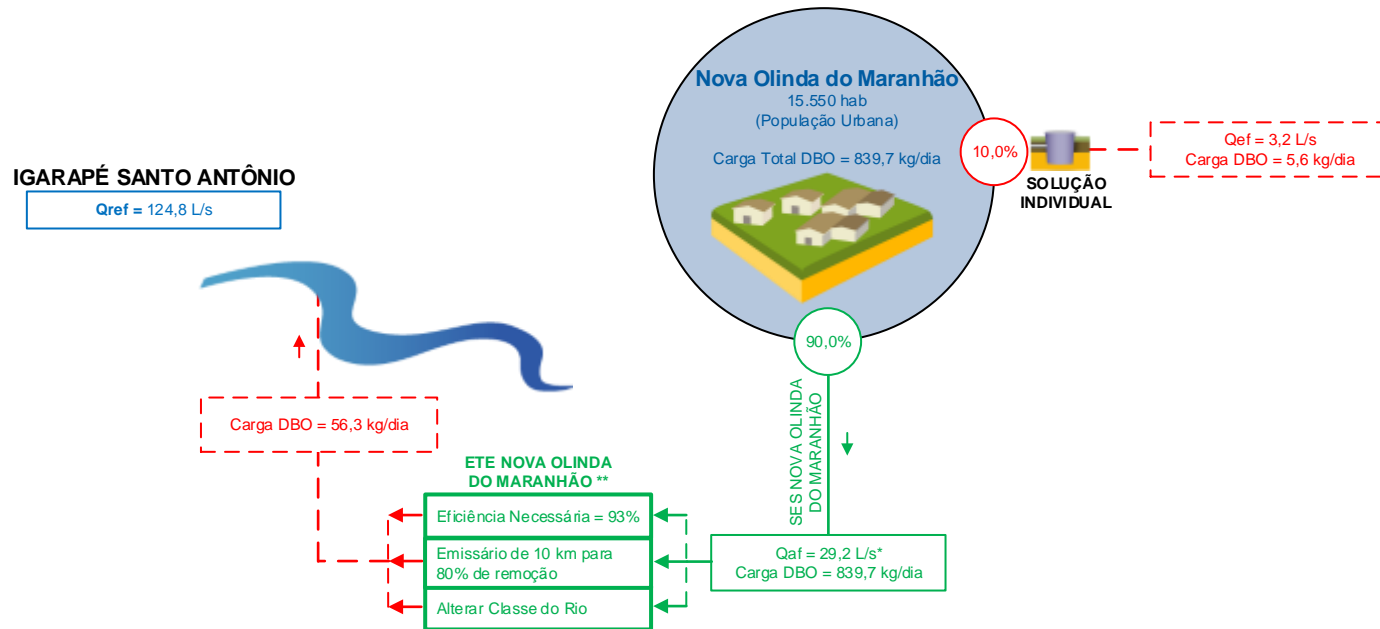 Nova Olinda do Maranhão
15.550 hab
(População Urbana)
Carga Total DBO = 839,7 kg/dia
10,0%
SOLUÇÃO
INDIVIDUAL
Qef = 3,2 L/s
Carga DBO = 5,6 kg/dia
IGARAPÉ SANTO ANTÔNIO
Qref = 124,8 L/s
90,0%
SES NOVA OLINDA
DO MARANHÃO
Carga DBO = 56,3 kg/dia
ETE NOVA OLINDA
DO MARANHÃO **
Eficiência Necessária = 93%
Emissário de 10 km para
80% de remoção
Alterar Classe do Rio
Qaf = 29,2 L/s*
Carga DBO = 839,7 kg/dia